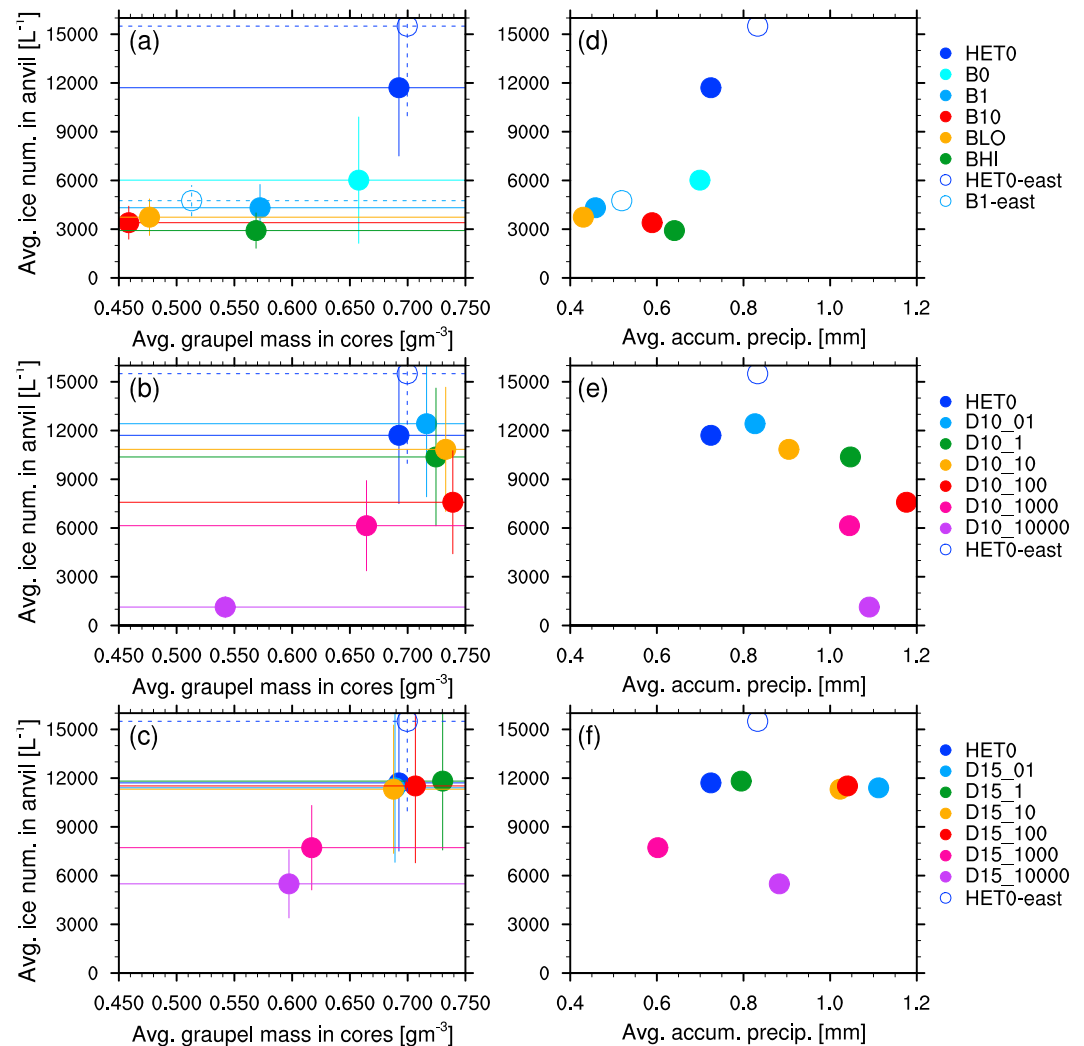 Avg. ice num. in anvil [L⁻¹]
15000
12000
9000
6000
3000
0
(a)
0.450 0.500 0.550 0.600 0.650 0.700 0.750
Avg. graupel mass in cores [gm⁻³]
15000
12000
9000
6000
3000
0
(d)
0.4 0.6 0.8 1.0 1.2
Avg. accum. precip. [mm]
HET0
B0
B1
B10
BLO
BHI
HET0-east
B1-east
Avg. ice num. in anvil [L⁻¹]
15000
12000
9000
6000
3000
0
(b)
0.450 0.500 0.550 0.600 0.650 0.700 0.750
Avg. graupel mass in cores [gm⁻³]
15000
12000
9000
6000
3000
0
(e)
0.4 0.6 0.8 1.0 1.2
Avg. accum. precip. [mm]
HET0
D10_01
D10_1
D10_10
D10_100
D10_1000
D10_10000
HET0-east
Avg. ice num. in anvil [L⁻¹]
15000
12000
9000
6000
3000
0
(c)
0.450 0.500 0.550 0.600 0.650 0.700 0.750
Avg. graupel mass in cores [gm⁻³]
15000
12000
9000
6000
3000
0
(f)
0.4 0.6 0.8 1.0 1.2
Avg. accum. precip. [mm]
HET0
D15_01
D15_1
D15_10
D15_100
D15_1000
D15_10000
HET0-east